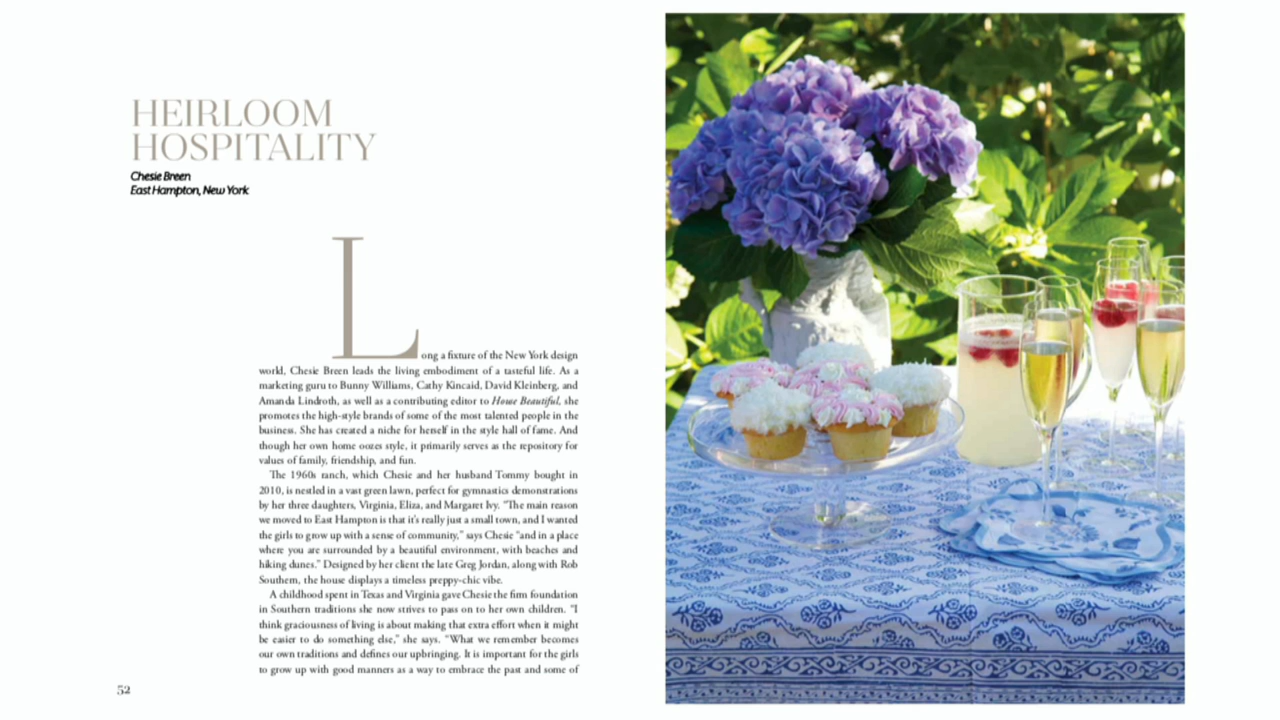 HEIRLOOM
HOSPITALITY
Chesie Breen
East Hampton, New York
Long a fixture of the New York design
world, Chesie Breen leads the living embodiment of a tasteful life. As a
marketing guru to Bunny Williams, Cathy Kincaid, David Kleinberg, and
Amanda Lindroth, as well as a contributing editor to House Beautiful, she
promotes the high-style brands of some of the most talented people in the
business. She has created a niche for herself in the style hall of fame. And
though her own home oozes style, it primarily serves as the repository for
values of family, friendship, and fun.
The 1960s ranch, which Chesie and her husband Tommy bought in
2010, is nestled in a vast green lawn, perfect for gymnastics demonstrations
by her three daughters, Virginia, Eliza, and Margaret Ivy. "The main reason
we moved to East Hampton is that it's really just a small town, and I wanted
the girls to grow up with a sense of community," says Chesie "and in a place
where you are surrounded by a beautiful environment, with beaches and
hiking dunes." Designed by her client the late Greg Jordan, along with Rob
Southern, the house displays a timeless preppy-chic vibe.
A childhood spent in Texas and Virginia gave Chesie the firm foundation
in Southern traditions she now strives to pass on to her own children. "I
think graciousness of living is about making that extra effort when it might
be easier to do something else," she says. "What we remember becomes
our own traditions and defines our upbringing. It is important for the girls
to grow up with good manners as a way to embrace the past and some of
52